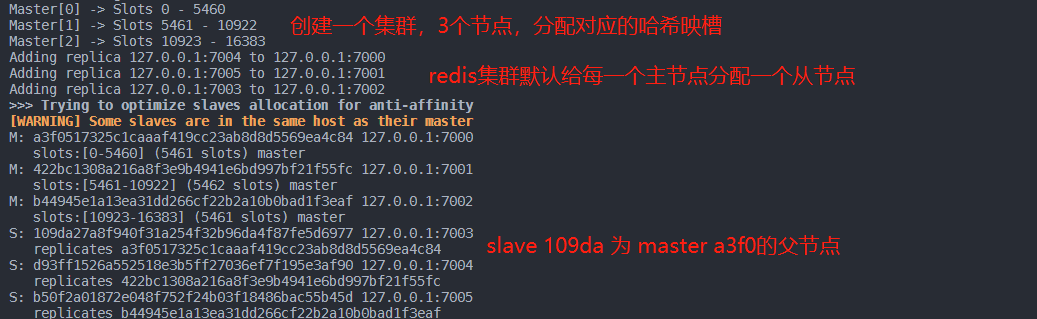 Master[0] -> Slots 0 - 5460
Master[1] -> Slots 5461 - 10922
创建一个集群，3个节点，分配对应的哈希映槽
Master[2] -> Slots 10923 - 16383
Adding replica 127.0.0.1:7004 to 127.0.0.1:7000
Adding replica 127.0.0.1:7005 to 127.0.0.1:7001
redis集群默认给每一个主节点分配一个从节点
Adding replica 127.0.0.1:7003 to 127.0.0.1:7002
>>> Trying to optimize slaves allocation for anti-affinity
[WARNING] Some slaves are in the same host as their master
M: a3f0517325c1caaaf419cc23ab8d8d5569ea4c84 127.0.0.1:7000
slots:[0-5460] (5461 slots) master
M: 422bc1308a216a8f3e9b4941e6bd997bf21f55fc 127.0.0.1:7001
slots:[5461-10922] (5462 slots) master
M: b44945e1a13ea31dd266cf22b2a10b0bad1f3eaf 127.0.0.1:7002
slots:[10923-16383] (5461 slots) master
S: 109da27a8f940f31a254f32b96da4f87fe5d6977 127.0.0.1:7003
slave 109da 为 master a3f0的父节点
replicates a3f0517325c1caaaf419cc23ab8d8d5569ea4c84
S: d93ff1526a552518e3b5ff27036ef7f195e3af90 127.0.0.1:7004
replicates 422bc1308a216a8f3e9b4941e6bd997bf21f55fc
S: b50f2a01872e048f752f24b03f18486bac55b45d 127.0.0.1:7005
replicates b44945e1a13ea31dd266cf22b2a10b0bad1f3eaf